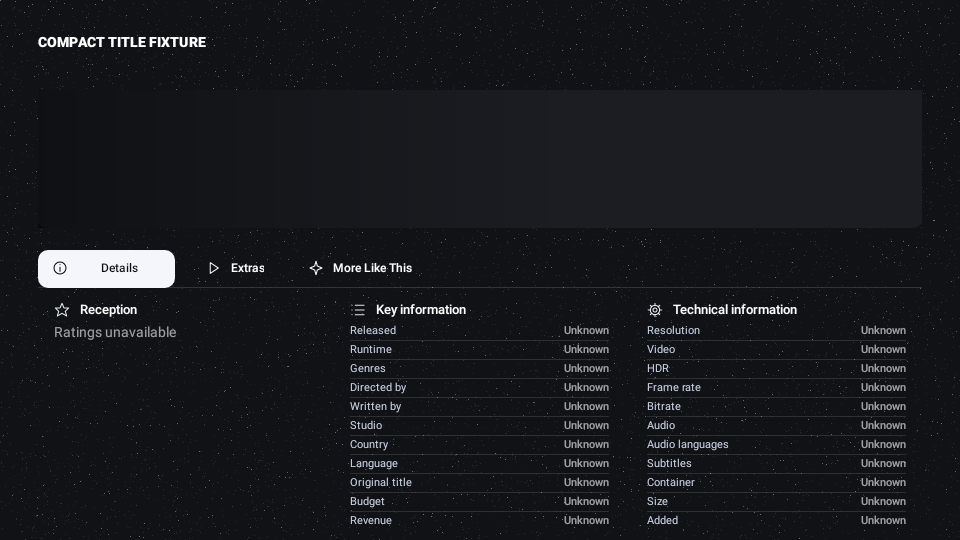 COMPACT TITLE FIXTURE
Details
Extras
More Like This
Reception
Ratings unavailable
Key information
Released Unknown
Runtime Unknown
Genres Unknown
Directed by Unknown
Written by Unknown
Studio Unknown
Country Unknown
Language Unknown
Original title Unknown
Budget Unknown
Revenue Unknown
Technical information
Resolution Unknown
Video Unknown
HDR Unknown
Frame rate Unknown
Bitrate Unknown
Audio Unknown
Audio languages Unknown
Subtitles Unknown
Container Unknown
Size Unknown
Added Unknown